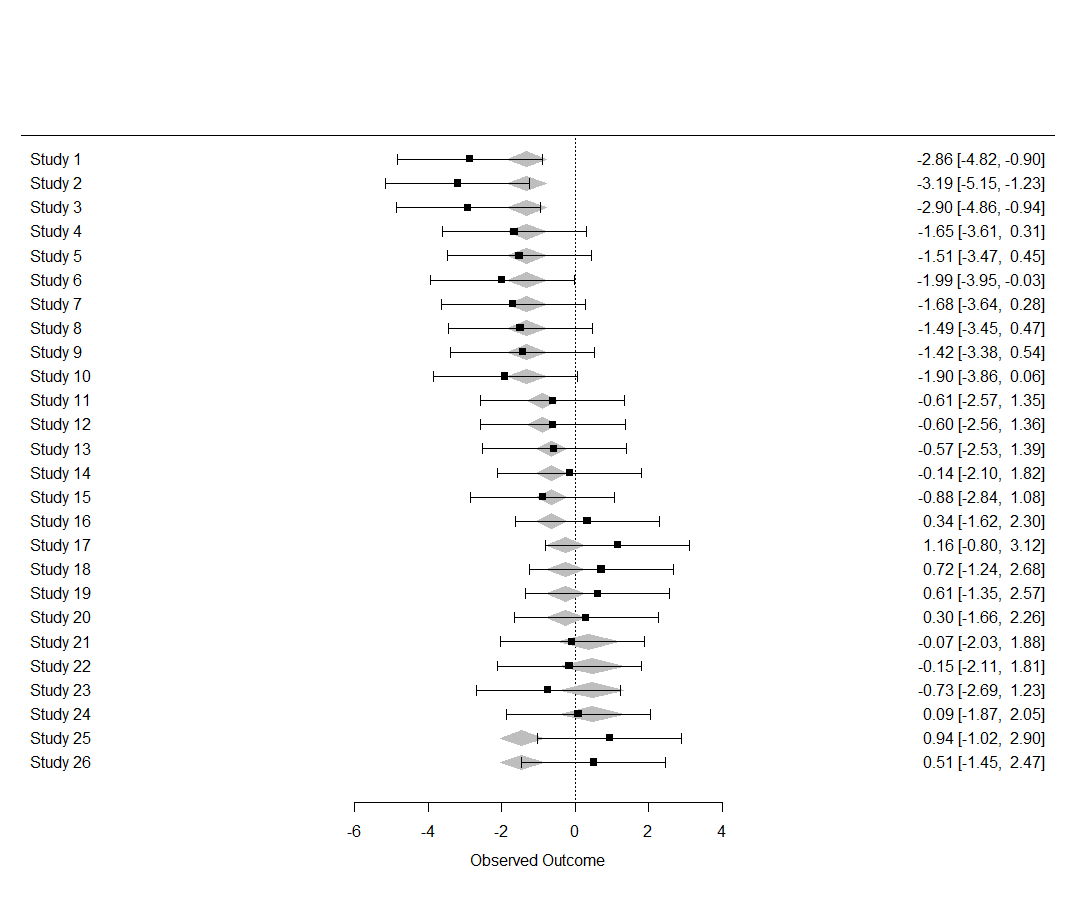 Study 1 -2.86 [-4.82, -0.90]
Study 2 -3.19 [-5.15, -1.23]
Study 3 -2.90 [-4.86, -0.94]
Study 4 -1.65 [-3.61, 0.31]
Study 5 -1.51 [-3.47, 0.45]
Study 6 -1.99 [-3.95, -0.03]
Study 7 -1.68 [-3.64, 0.28]
Study 8 -1.49 [-3.45, 0.47]
Study 9 -1.42 [-3.38, 0.54]
Study 10 -1.90 [-3.86, 0.06]
Study 11 -0.61 [-2.57, 1.35]
Study 12 -0.60 [-2.56, 1.36]
Study 13 -0.57 [-2.53, 1.39]
Study 14 -0.14 [-2.10, 1.82]
Study 15 -0.88 [-2.84, 1.08]
Study 16 0.34 [-1.62, 2.30]
Study 17 1.16 [-0.80, 3.12]
Study 18 0.72 [-1.24, 2.68]
Study 19 0.61 [-1.35, 2.57]
Study 20 0.30 [-1.66, 2.26]
Study 21 -0.07 [-2.03, 1.88]
Study 22 -0.15 [-2.11, 1.81]
Study 23 -0.73 [-2.69, 1.23]
Study 24 0.09 [-1.87, 2.05]
Study 25 0.94 [-1.02, 2.90]
Study 26 0.51 [-1.45, 2.47]
-6 -4 -2 0 2 4
Observed Outcome